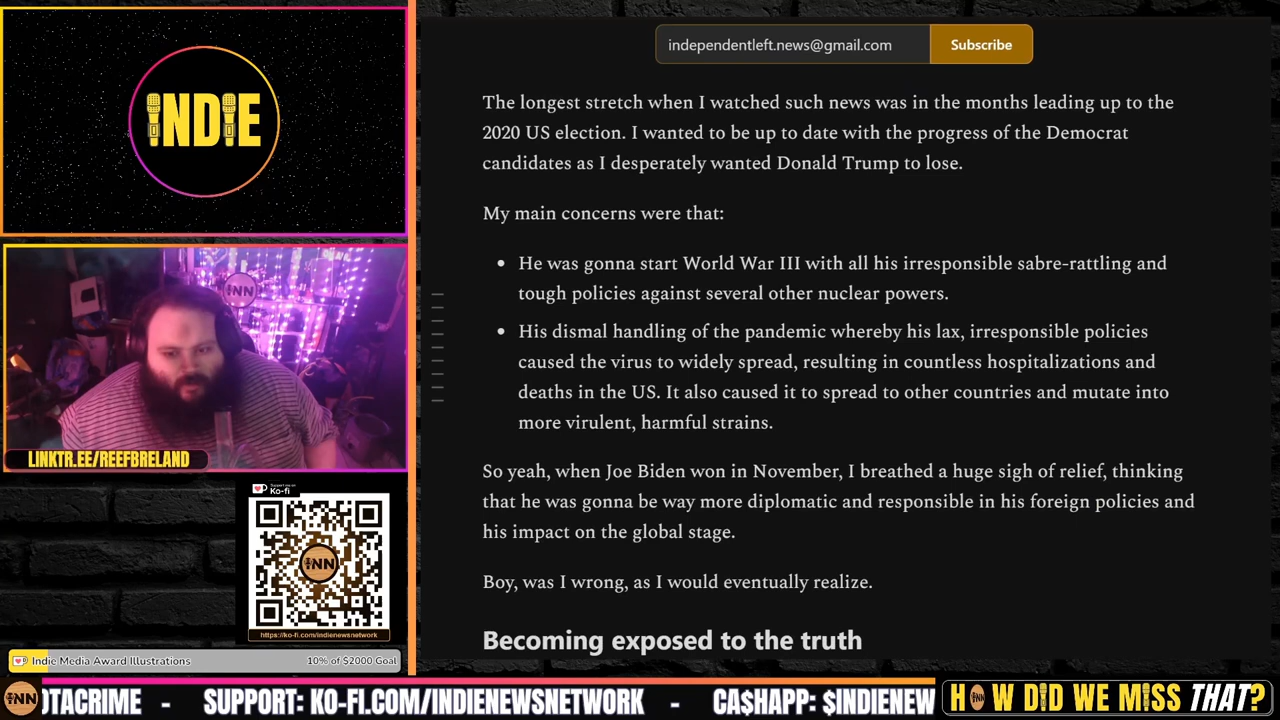 INDIE
INN
LINKTR.EE/REEFBRELAND
Support me on
Ko-fi
INN
https://ko-fi.com/indienewsnetwork
Indie Media Award Illustrations
10% of $2000 Goal
independentleft.news@gmail.com
Subscribe
The longest stretch when I watched such news was in the months leading up to the
2020 US election. I wanted to be up to date with the progress of the Democrat
candidates as I desperately wanted Donald Trump to lose.
My main concerns were that:
• He was gonna start World War III with all his irresponsible sabre-rattling and
tough policies against several other nuclear powers.
• His dismal handling of the pandemic whereby his lax, irresponsible policies
caused the virus to widely spread, resulting in countless hospitalizations and
deaths in the US. It also caused it to spread to other countries and mutate into
more virulent, harmful strains.
So yeah, when Joe Biden won in November, I breathed a huge sigh of relief, thinking
that he was gonna be way more diplomatic and responsible in his foreign policies and
his impact on the global stage.
Boy, was I wrong, as I would eventually realize.
Becoming exposed to the truth
INN
OTACRIME - SUPPORT: KO-FI.COM/INDIENEWSNETWORK - CA$HAPP: $INDIENEW
HOW DID WE MISS THAT?